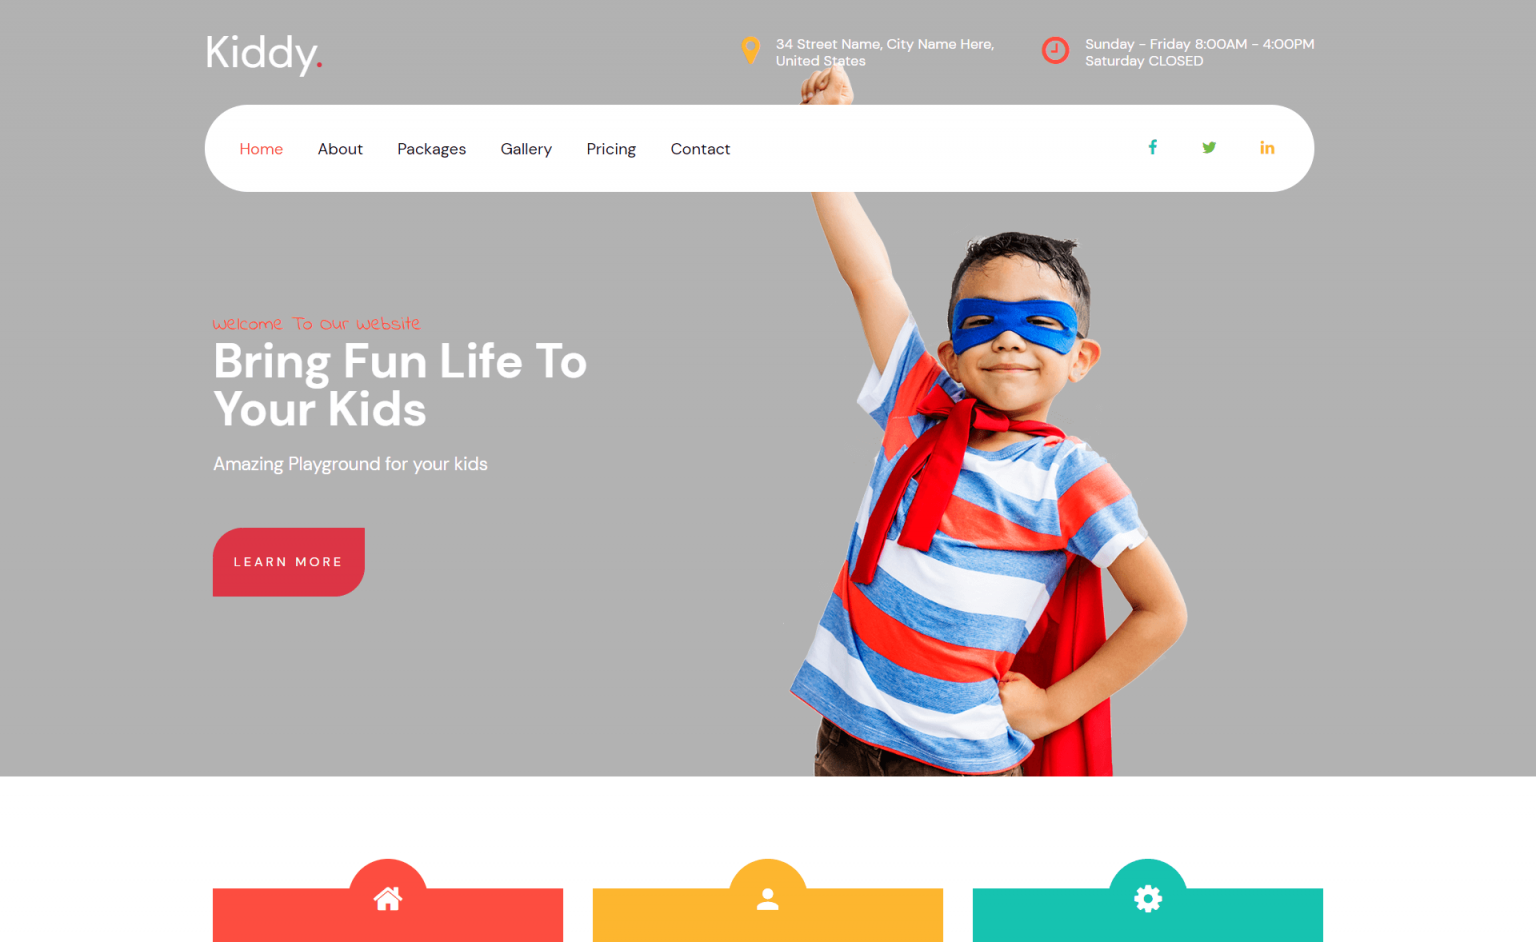 Kiddy.
34 Street Name, City Name Here,
United States
Sunday - Friday 8:00AM - 4:00PM
Saturday CLOSED
Home
About
Packages
Gallery
Pricing
Contact
Welcome To Our Website
Bring Fun Life To
Your Kids
Amazing Playground for your kids
LEARN MORE